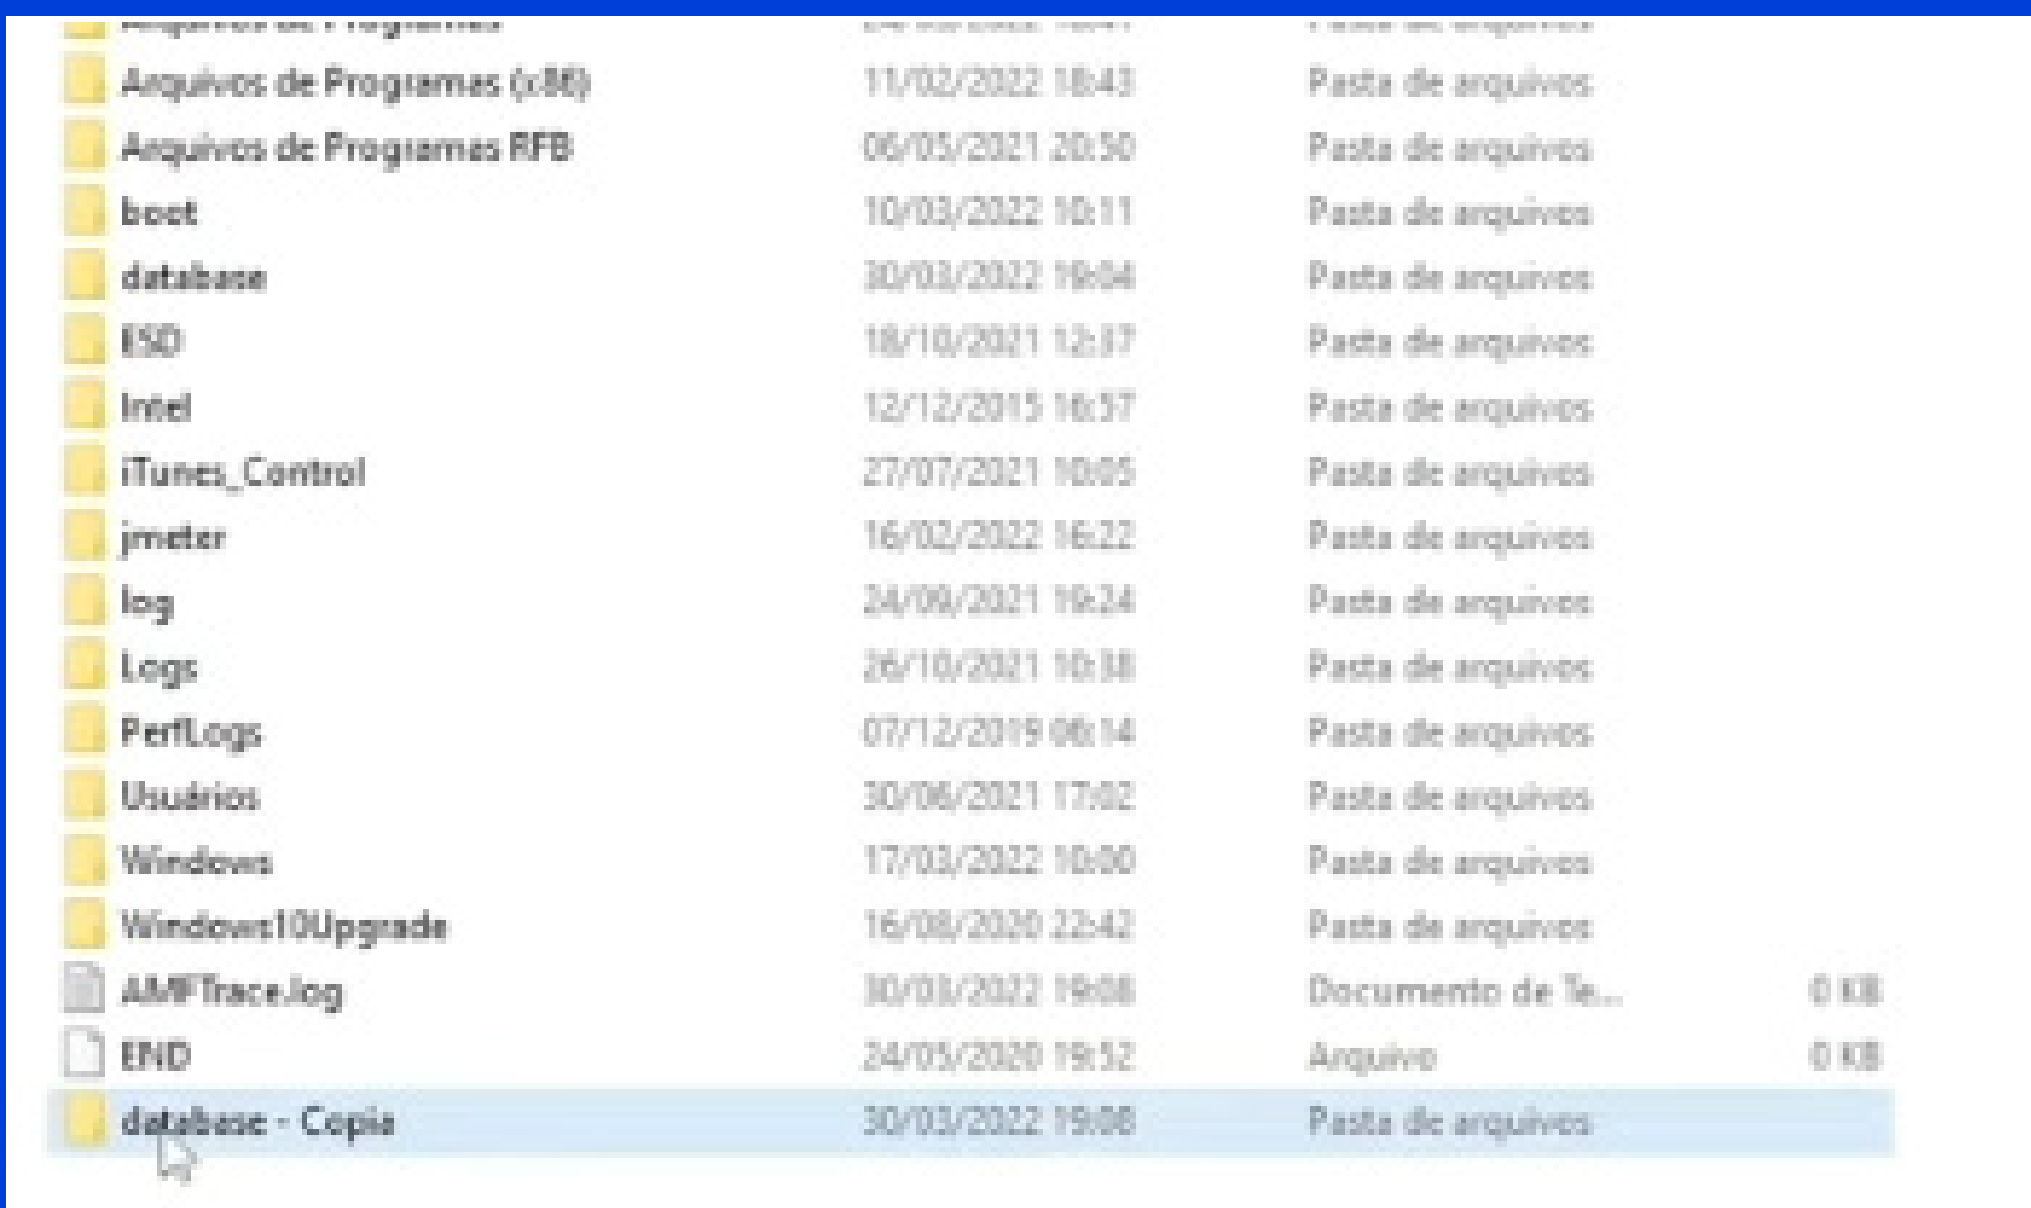 Arquivos de Programas
Arquivos de Programas (x86) 11/02/2022 18:43 Pasta de arquivos
Arquivos de Programas RFB 06/05/2021 20:50 Pasta de arquivos
boot 10/03/2022 10:11 Pasta de arquivos
database 30/03/2022 19:04 Pasta de arquivos
ESD 18/10/2021 12:37 Pasta de arquivos
Intel 12/12/2015 16:57 Pasta de arquivos
iTunes_Control 27/07/2021 10:05 Pasta de arquivos
jmeter 16/02/2022 16:22 Pasta de arquivos
log 24/09/2021 19:24 Pasta de arquivos
Logs 26/10/2021 10:38 Pasta de arquivos
PerfLogs 07/12/2019 06:14 Pasta de arquivos
Usuários 30/06/2021 17:02 Pasta de arquivos
Windows 17/03/2022 10:00 Pasta de arquivos
Windows10Upgrade 16/08/2020 22:42 Pasta de arquivos
AMFTrace.log 30/03/2022 19:08 Documento de Te... 0 KB
END 24/05/2020 19:52 Arquivo 0 KB
database - Copia 30/03/2022 19:08 Pasta de arquivos